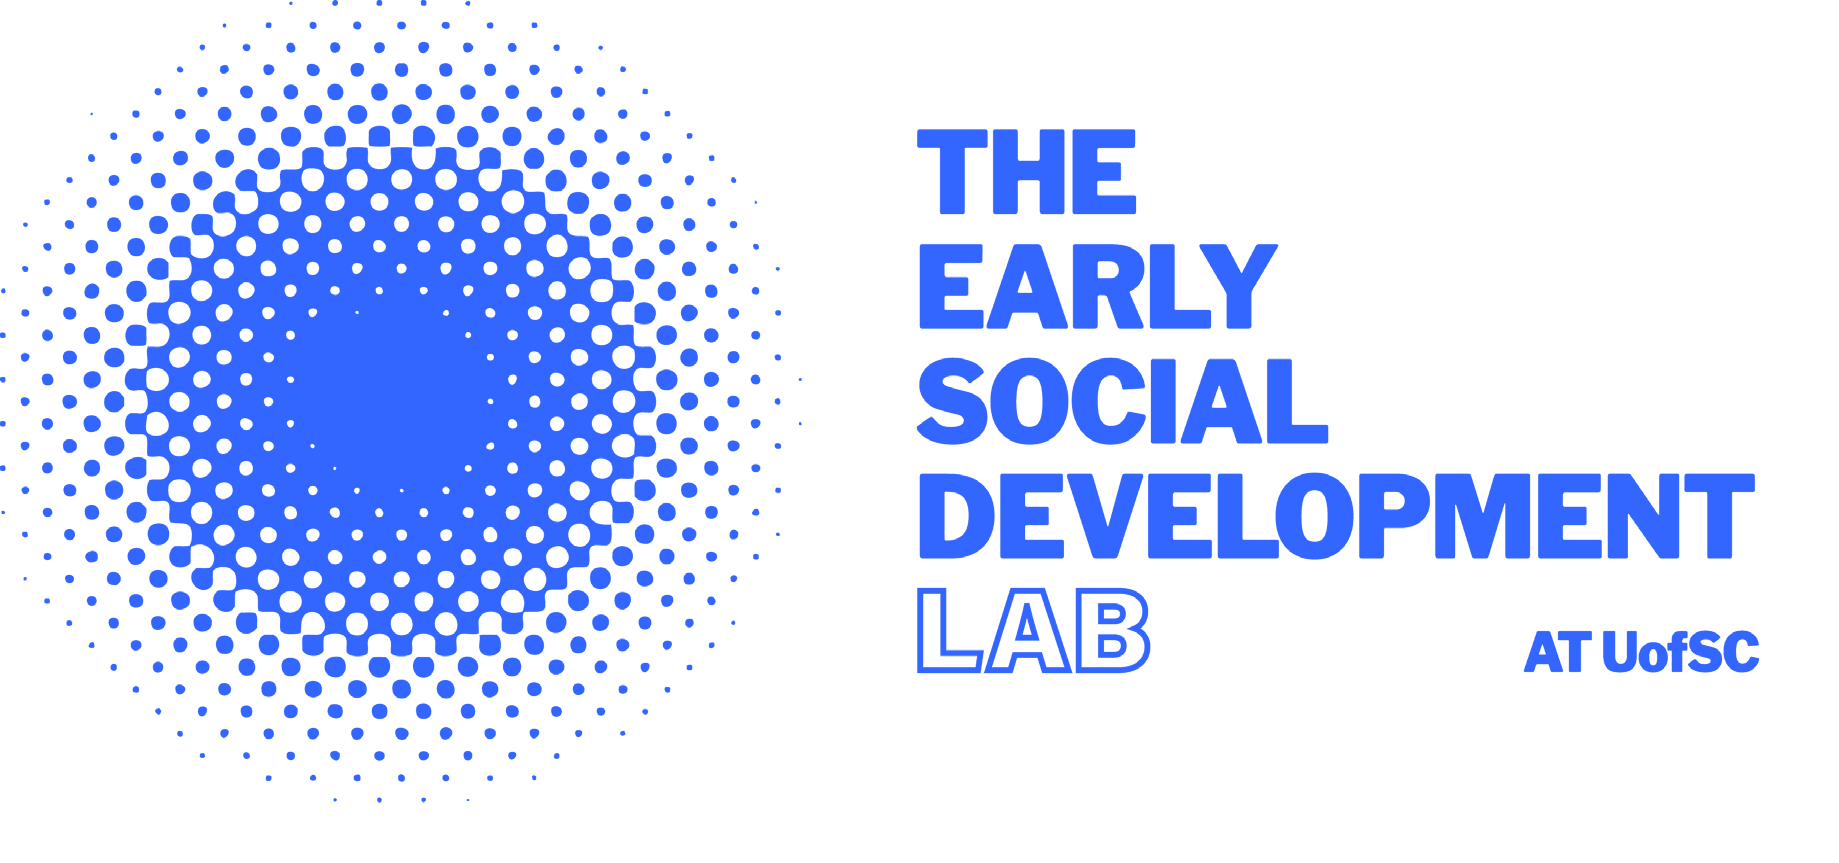 THE
EARLY
SOCIAL
DEVELOPMENT
LAB
AT UofSC